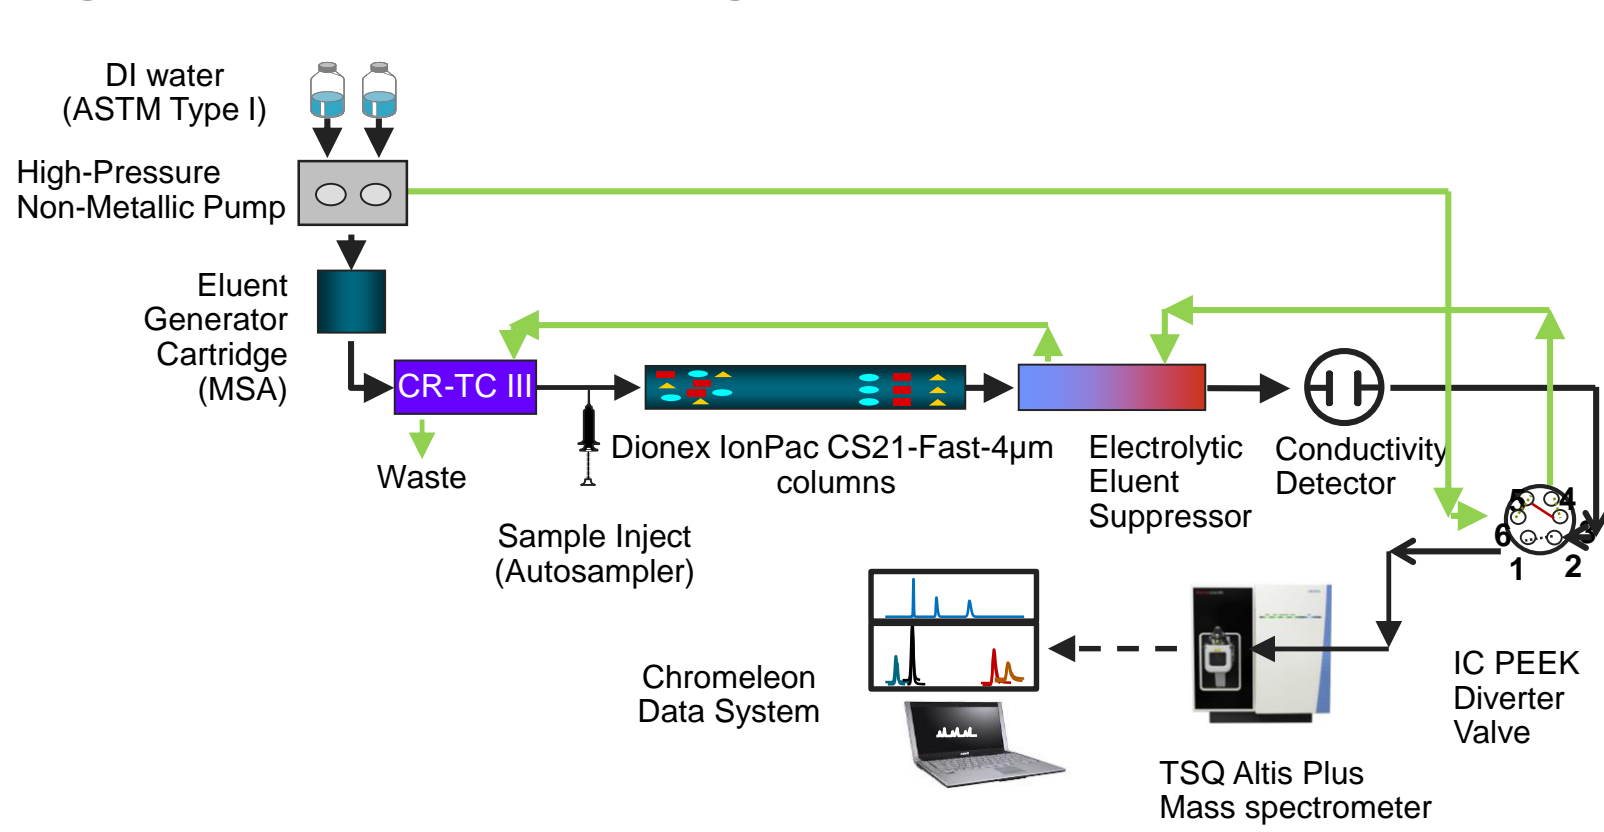 DI water
(ASTM Type I)
High-Pressure
Non-Metallic Pump
Eluent
Generator
Cartridge
(MSA)
CR-TC III
Waste
Dionex IonPac CS21-Fast-4µm
columns
Electrolytic
Eluent
Suppressor
Conductivity
Detector
Sample Inject
(Autosampler)
5
4
6
3
1
2
Chromeleon
Data System
IC PEEK
Diverter
Valve
TSQ Altis Plus
Mass spectrometer